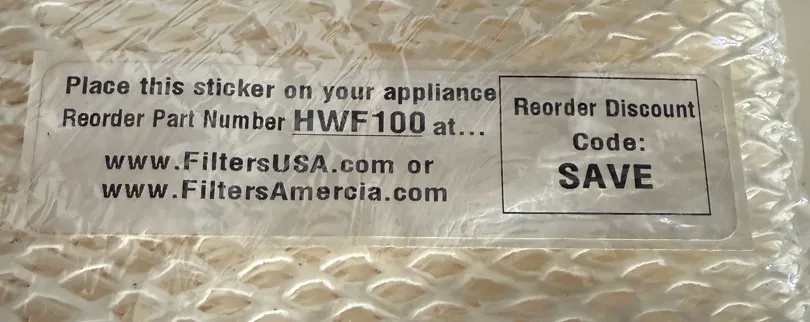 Place this sticker on your appliance
Reorder Part Number HWF100 at...
www.FiltersUSA.com or
www.FiltersAmercia.com
Reorder Discount
Code:
SAVE